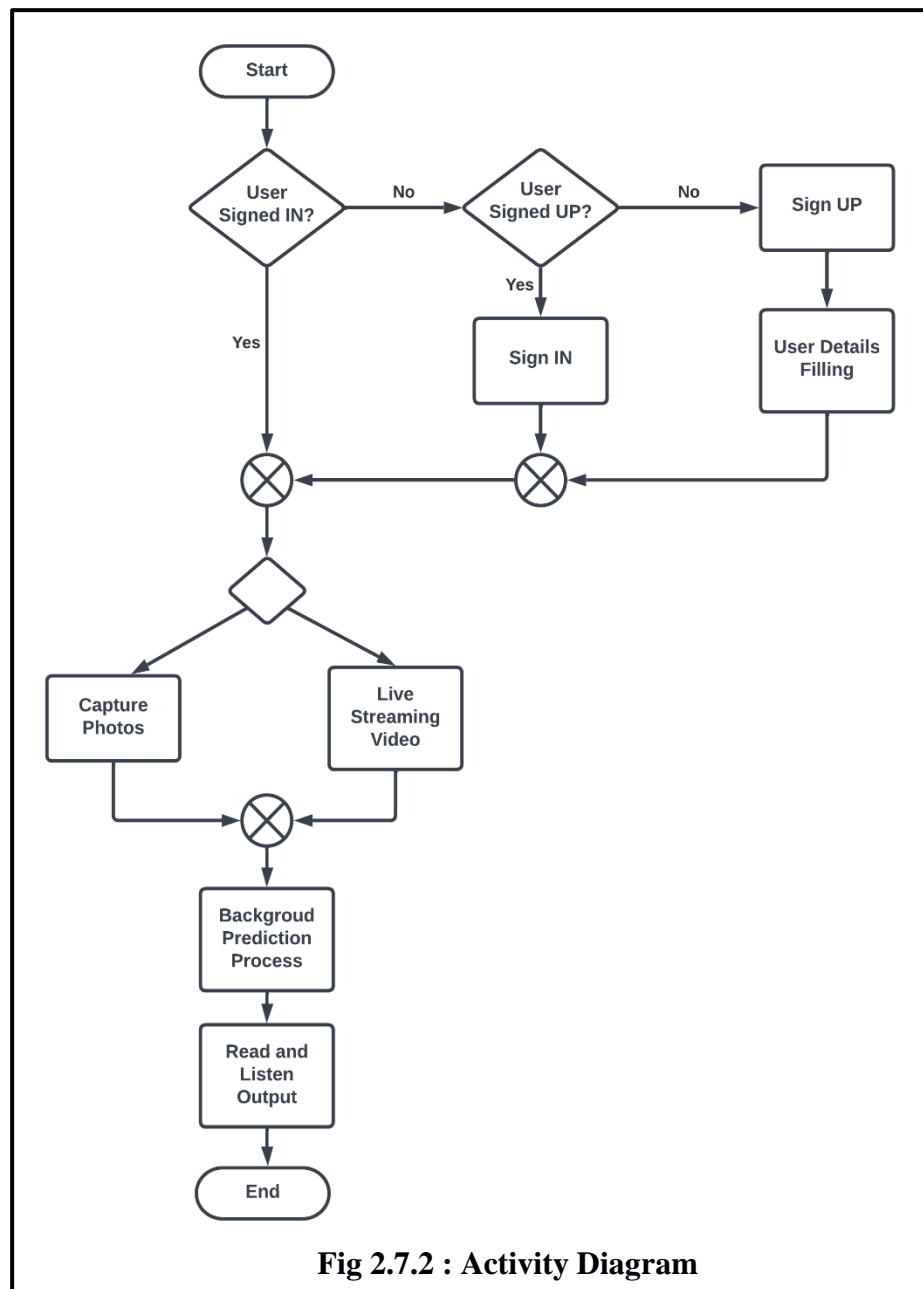 Start
User
Signed IN?
No
User
Signed UP?
No
Sign UP
Yes
Yes
Sign IN
User Details
Filling
Capture
Photos
Live
Streaming
Video
Backgroud
Prediction
Process
Read and
Listen
Output
End
Fig 2.7.2 : Activity Diagram